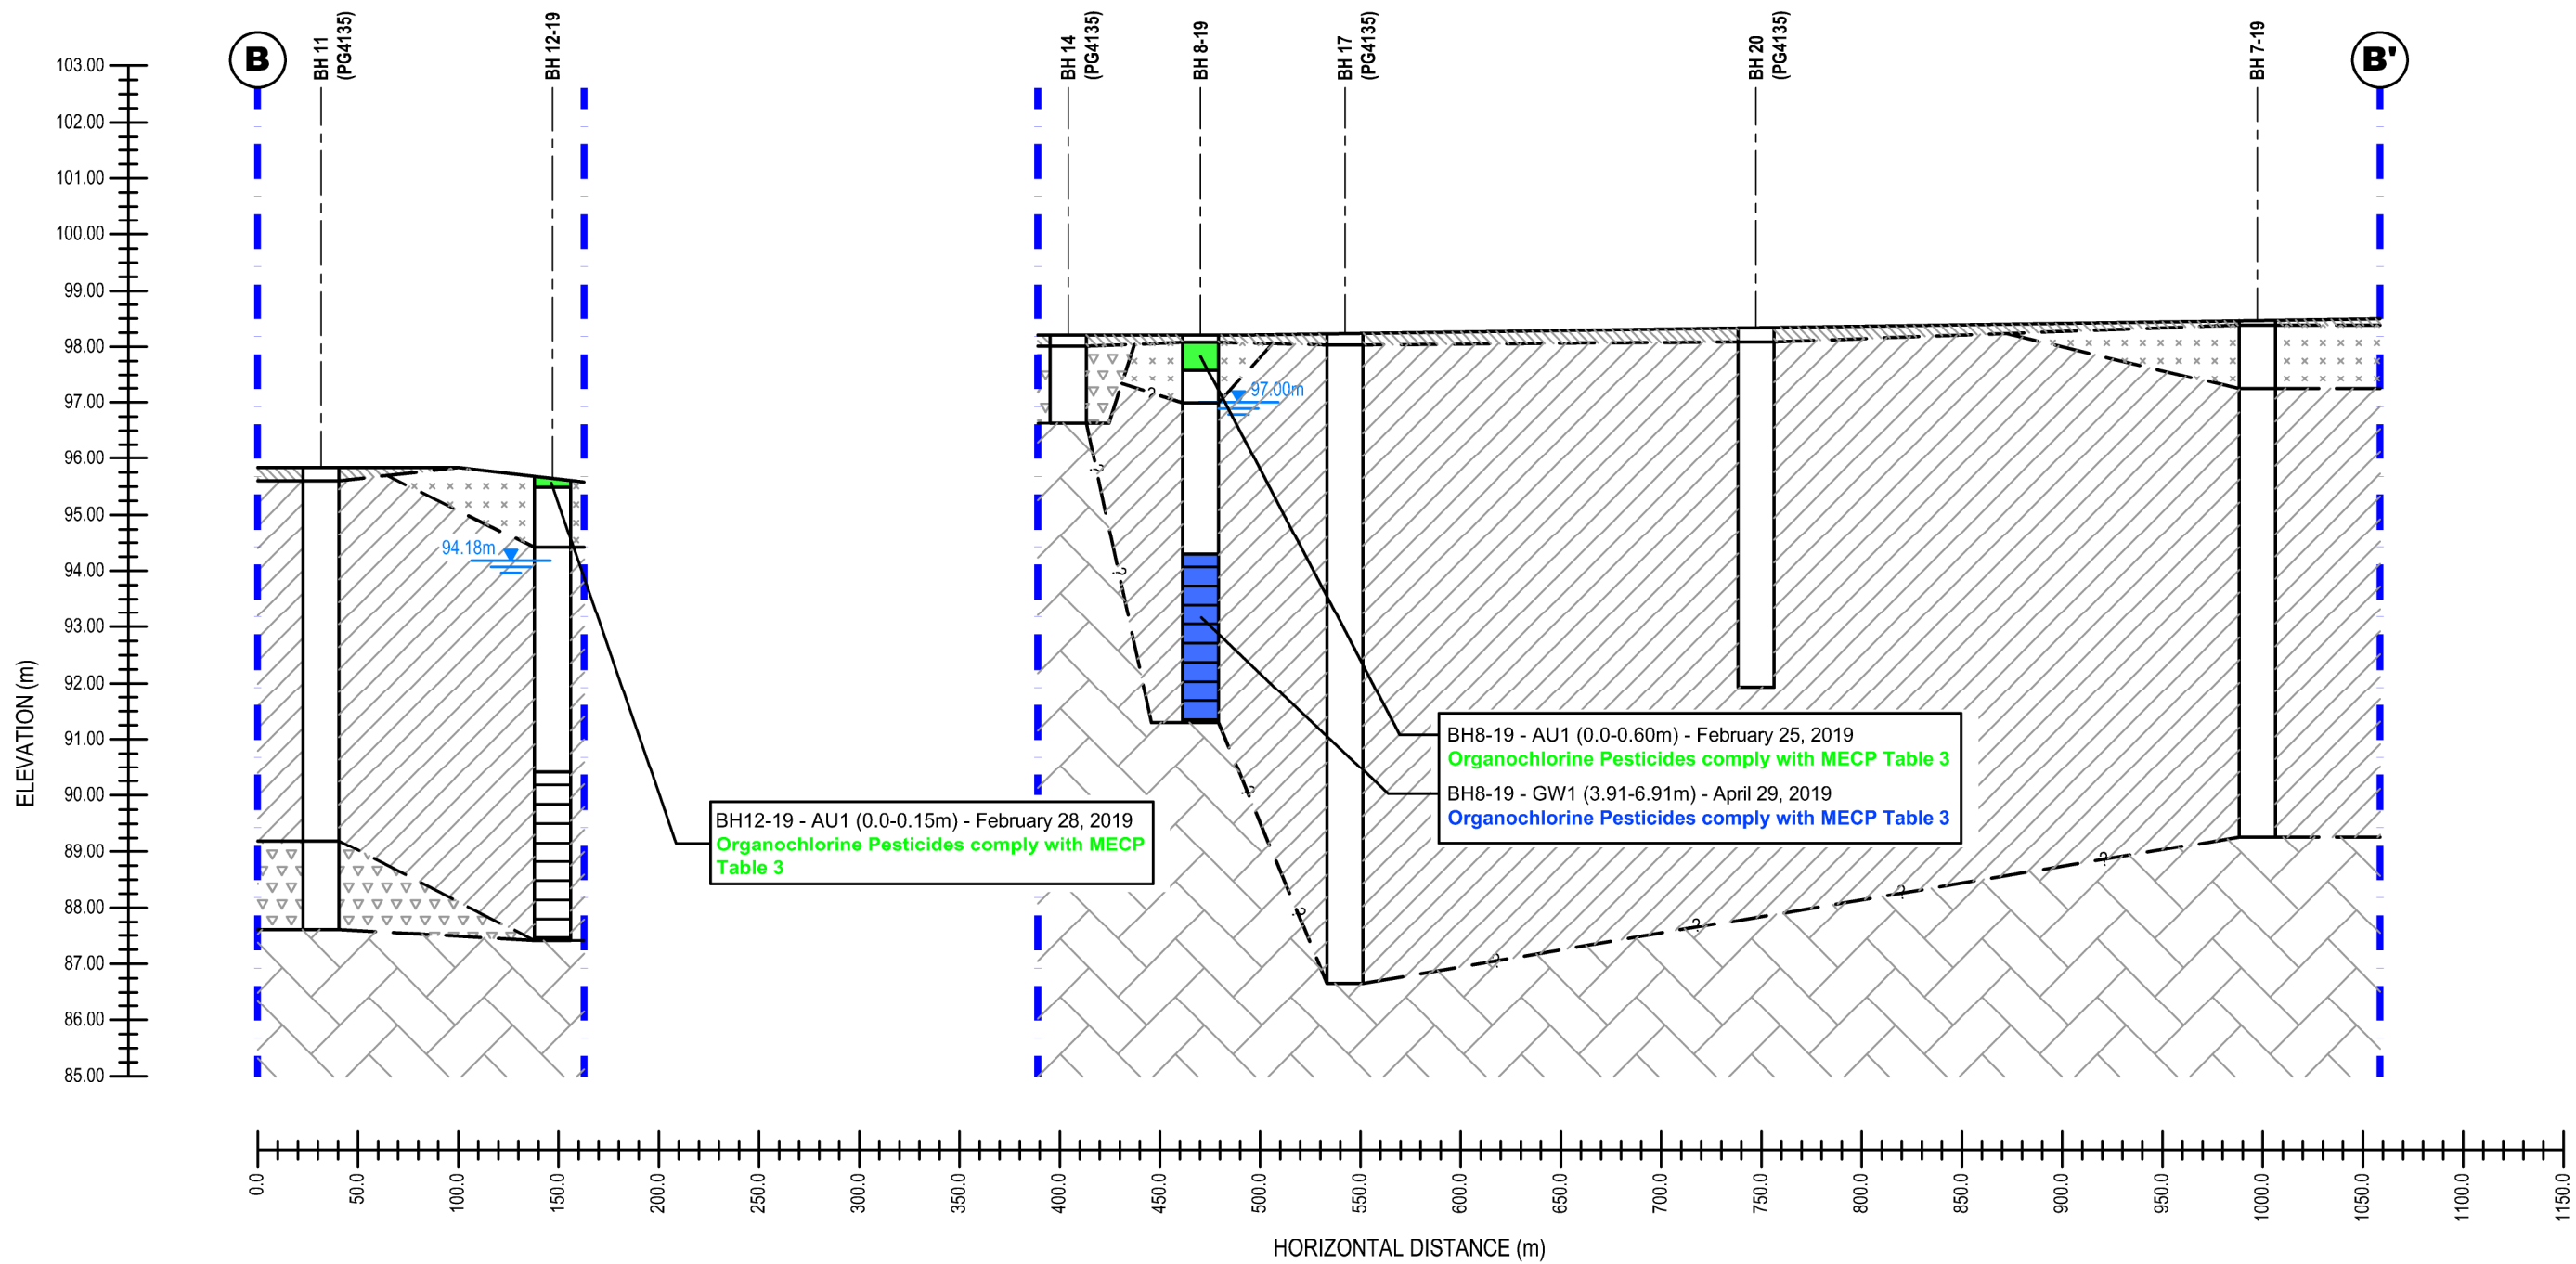 B
BH 11
(PG4135)
BH 12-19
BH 14
(PG4135)
BH 8-19
BH 17
(PG4135)
BH 20
(PG4135)
BH 7-19
B'
103.00
102.00
101.00
100.00
99.00
98.00
97.00
96.00
95.00
94.00
93.00
92.00
91.00
90.00
89.00
88.00
87.00
86.00
85.00
ELEVATION (m)
97.00m
94.18m
?
?
?
?
?
?
?
?
?
BH8-19 - AU1 (0.0-0.60m) - February 25, 2019
Organochlorine Pesticides comply with MECP Table 3
BH8-19 - GW1 (3.91-6.91m) - April 29, 2019
Organochlorine Pesticides comply with MECP Table 3
BH12-19 - AU1 (0.0-0.15m) - February 28, 2019
Organochlorine Pesticides comply with MECP
Table 3
0.0
50.0
100.0
150.0
200.0
250.0
300.0
350.0
400.0
450.0
500.0
550.0
600.0
650.0
700.0
750.0
800.0
850.0
900.0
950.0
1000.0
1050.0
1100.0
1150.0
HORIZONTAL DISTANCE (m)